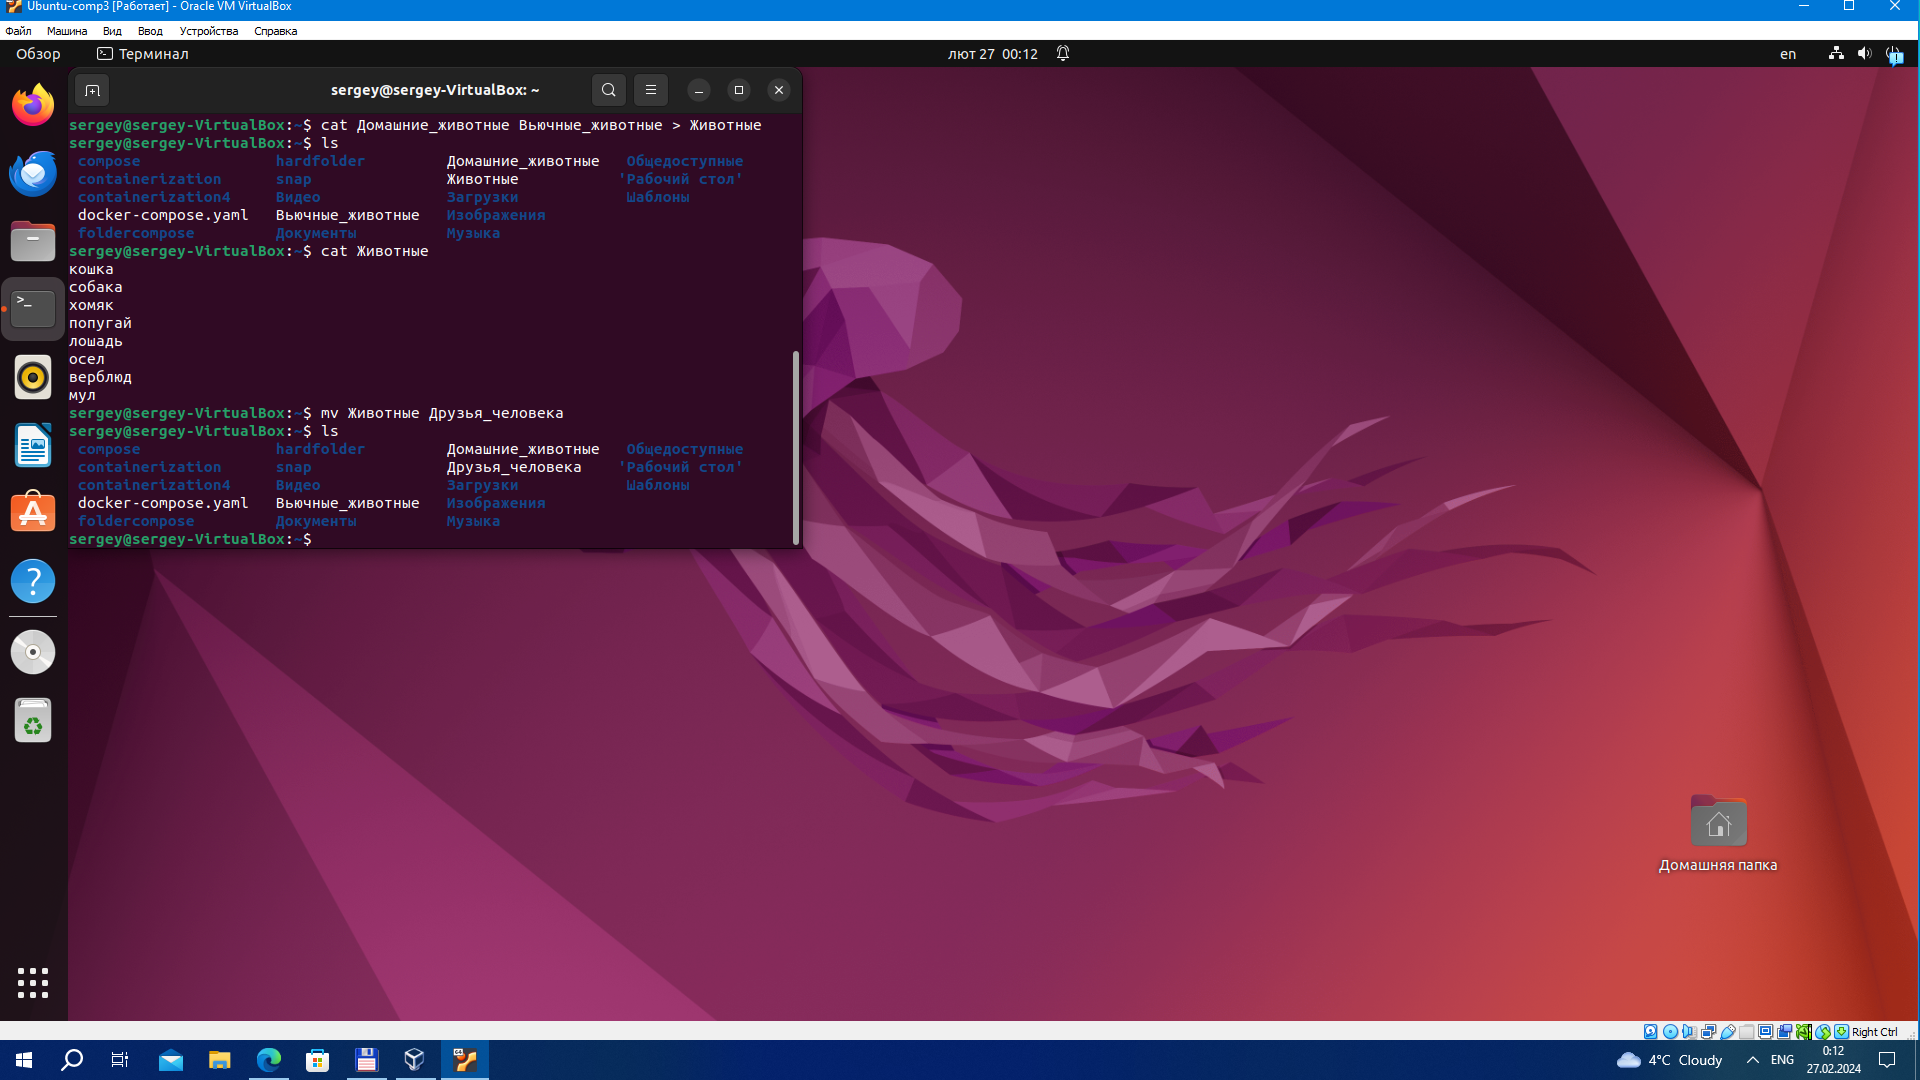 Ubuntu-comp3 [Работает] - Oracle VM VirtualBox
Файл Машина Вид Ввод Устройства Справка
Обзор Терминал лют 27 00:12 en
sergey@sergey-VirtualBox: ~
sergey@sergey-VirtualBox:~$ cat Домашние_животные Вьючные_животные > Животные
sergey@sergey-VirtualBox:~$ ls
compose hardfolder Домашние_животные Общедоступные
containerization snap Животные 'Рабочий стол'
containerization4 Видео Загрузки Шаблоны
docker-compose.yaml Вьючные_животные Изображения
foldercompose Документы Музыка
sergey@sergey-VirtualBox:~$ cat Животные
кошка
собака
хомяк
попугай
лошадь
осел
верблюд
мул
sergey@sergey-VirtualBox:~$ mv Животные Друзья_человека
sergey@sergey-VirtualBox:~$ ls
compose hardfolder Домашние_животные Общедоступные
containerization snap Друзья_человека 'Рабочий стол'
containerization4 Видео Загрузки Шаблоны
docker-compose.yaml Вьючные_животные Изображения
foldercompose Документы Музыка
sergey@sergey-VirtualBox:~$
Домашняя папка
Right Ctrl
4°C Cloudy ENG 0:12
27.02.2024